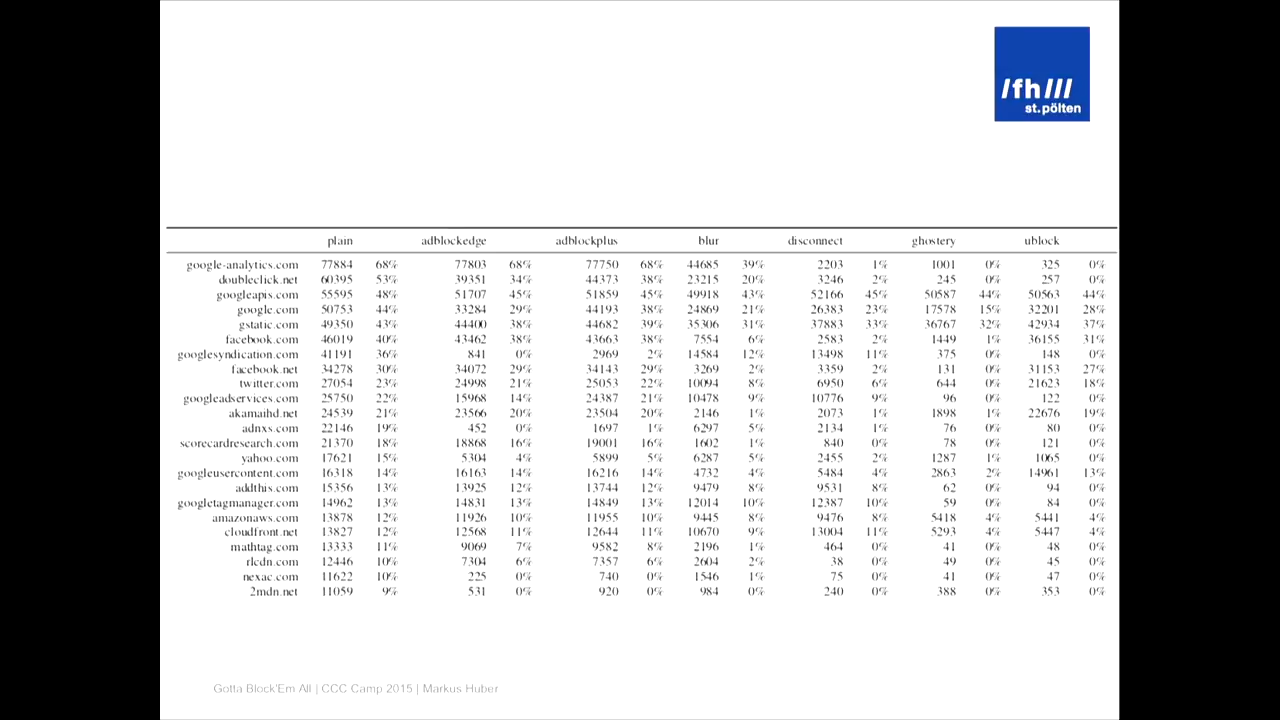 /fh///
st.pölten
plain adblockedge adblockplus blur disconnect ghostery ublock
google-analytics.com 77884 68% 77803 68% 77750 68% 44685 39% 2203 1% 1001 0% 325 0%
doubleclick.net 60395 53% 39351 34% 44373 38% 23215 20% 3246 2% 245 0% 257 0%
googleapis.com 55595 48% 51707 45% 51859 45% 49918 43% 52166 45% 50587 44% 50563 44%
google.com 50753 44% 33284 29% 44193 38% 24869 21% 26383 23% 17578 15% 32201 28%
gstatic.com 49350 43% 44400 38% 44682 39% 35306 31% 37883 33% 36767 32% 42934 37%
facebook.com 46019 40% 43462 38% 43663 38% 7554 6% 2583 2% 1449 1% 36155 31%
googlesyndication.com 41191 36% 841 0% 2969 2% 14584 12% 13498 11% 375 0% 148 0%
facebook.net 34278 30% 34072 29% 34143 29% 3269 2% 3359 2% 131 0% 31153 27%
twitter.com 27054 23% 24998 21% 25053 22% 10094 8% 6950 6% 644 0% 21623 18%
googleadservices.com 25750 22% 15968 14% 24387 21% 10478 9% 10776 9% 96 0% 122 0%
akamaihd.net 24539 21% 23566 20% 23504 20% 2146 1% 2073 1% 1898 1% 22676 19%
adnxs.com 22146 19% 452 0% 1697 1% 6297 5% 2134 1% 76 0% 80 0%
scorecardresearch.com 21370 18% 18868 16% 19001 16% 1602 1% 840 0% 78 0% 121 0%
yahoo.com 17621 15% 5304 4% 5899 5% 6287 5% 2455 2% 1287 1% 1065 0%
googleusercontent.com 16318 14% 16163 14% 16216 14% 4732 4% 5484 4% 2863 2% 14961 13%
addthis.com 15356 13% 13925 12% 13744 12% 9479 8% 9531 8% 62 0% 94 0%
googletagmanager.com 14962 13% 14831 13% 14849 13% 12014 10% 12387 10% 59 0% 84 0%
amazonaws.com 13878 12% 11926 10% 11955 10% 9445 8% 9476 8% 5418 4% 5441 4%
cloudfront.net 13827 12% 12568 11% 12644 11% 10670 9% 13004 11% 5293 4% 5447 4%
mathtag.com 13333 11% 9069 7% 9582 8% 2196 1% 464 0% 41 0% 48 0%
rlcdn.com 12446 10% 7304 6% 7357 6% 2604 2% 38 0% 49 0% 45 0%
nexac.com 11622 10% 225 0% 740 0% 1546 1% 75 0% 41 0% 47 0%
2mdn.net 11059 9% 531 0% 920 0% 984 0% 240 0% 388 0% 353 0%
Gotta Block'Em All | CCC Camp 2015 | Markus Huber